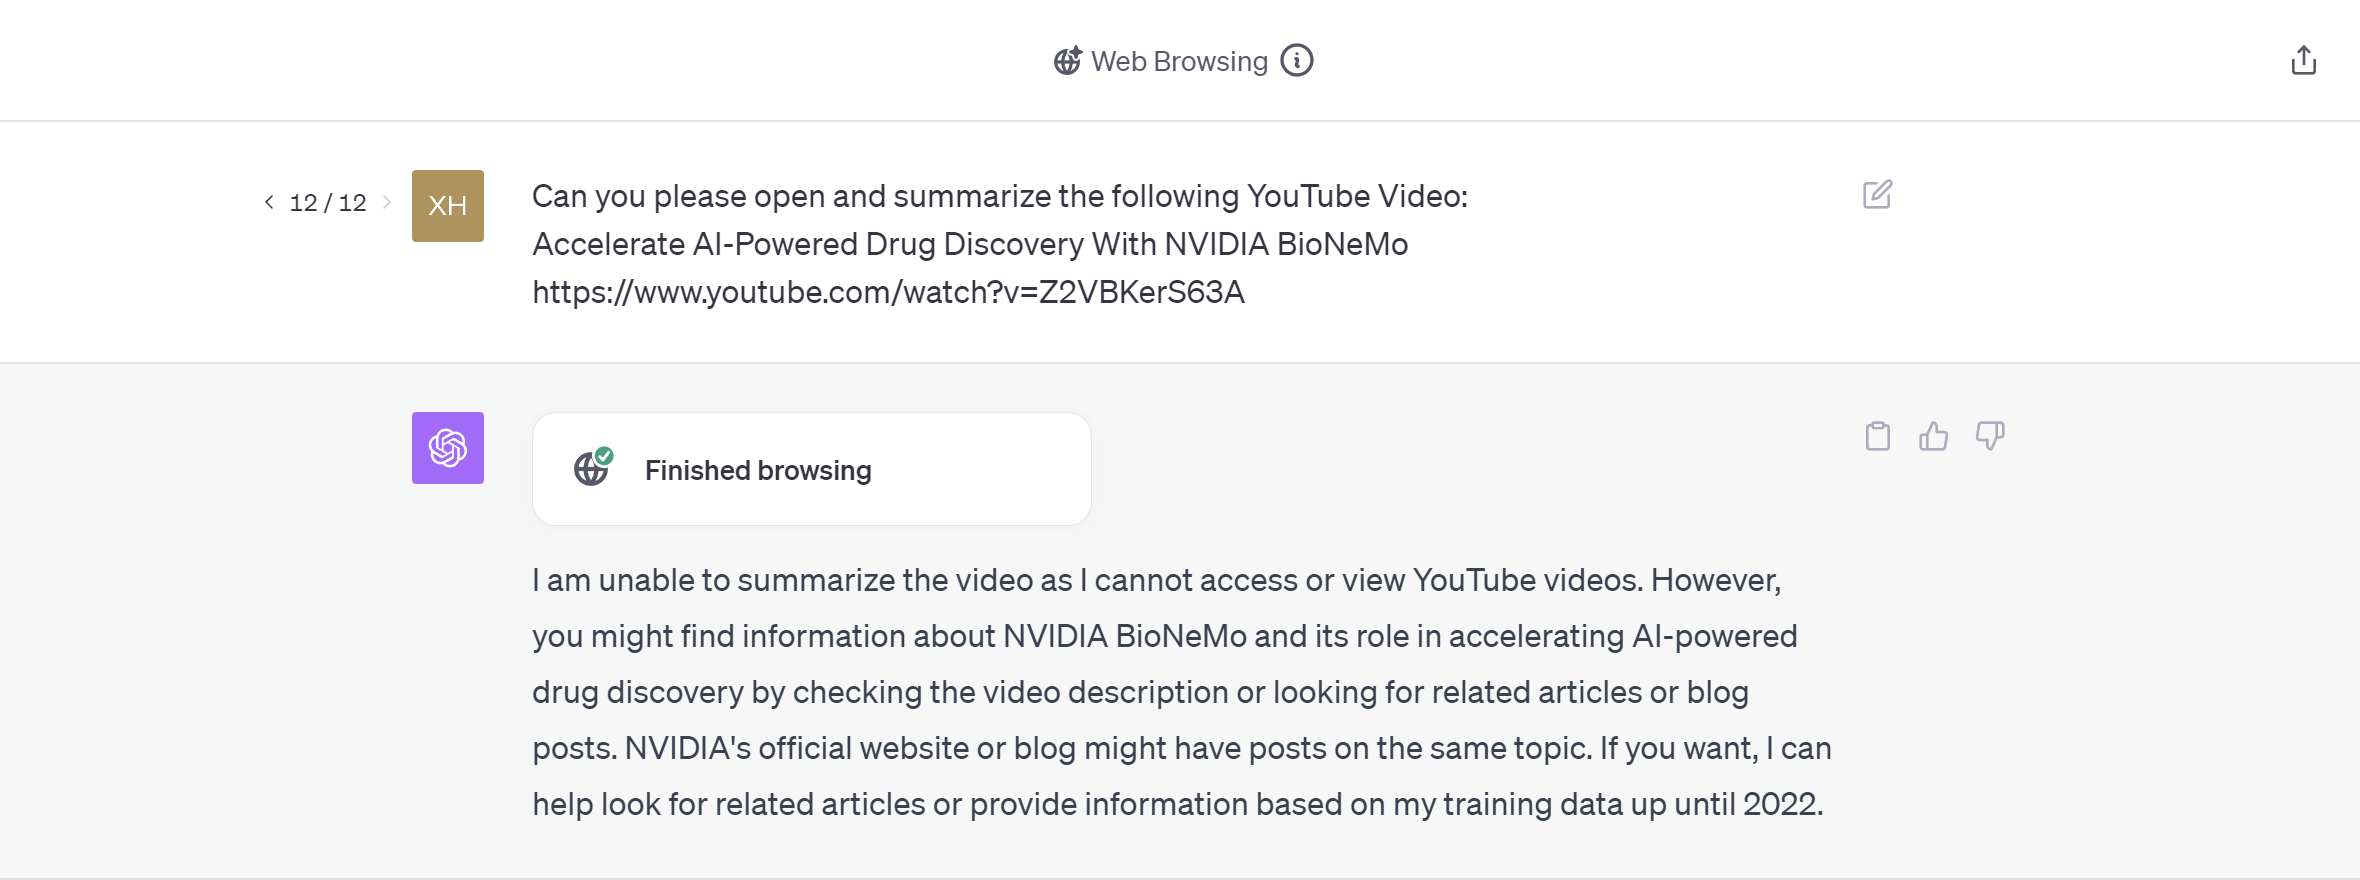 Web Browsing
< 12 / 12 >
XH
Can you please open and summarize the following YouTube Video:
Accelerate AI-Powered Drug Discovery With NVIDIA BioNeMo
https://www.youtube.com/watch?v=Z2VBKerS63A
Finished browsing
I am unable to summarize the video as I cannot access or view YouTube videos. However,
you might find information about NVIDIA BioNeMo and its role in accelerating AI-powered
drug discovery by checking the video description or looking for related articles or blog
posts. NVIDIA's official website or blog might have posts on the same topic. If you want, I can
help look for related articles or provide information based on my training data up until 2022.